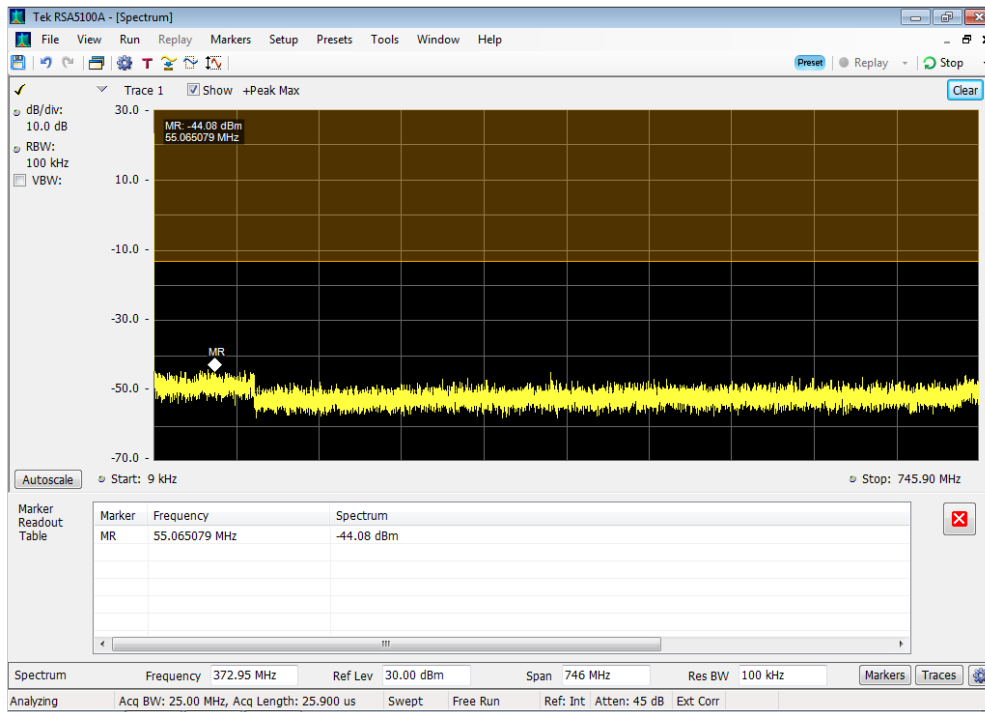 Tek RSA5100A - [Spectrum]
File View Run Replay Markers Setup Presets Tools Window Help
T Preset Replay Stop
Trace 1 Show +Peak Max Clear
dB/div:
10.0 dB
RBW:
100 kHz
VBW:
30.0
10.0
-10.0
-30.0
-50.0
-70.0
MR: -44.08 dBm
55.065079 MHz
MR
Autoscale Start: 9 kHz Stop: 745.90 MHz
Marker
Readout
Table
Marker Frequency Spectrum
MR 55.065079 MHz -44.08 dBm
Spectrum Frequency 372.95 MHz Ref Lev 30.00 dBm Span 746 MHz Res BW 100 kHz Markers Traces
Analyzing Acq BW: 25.00 MHz, Acq Length: 25.900 us Swept Free Run Ref: Int Atten: 45 dB Ext Corr